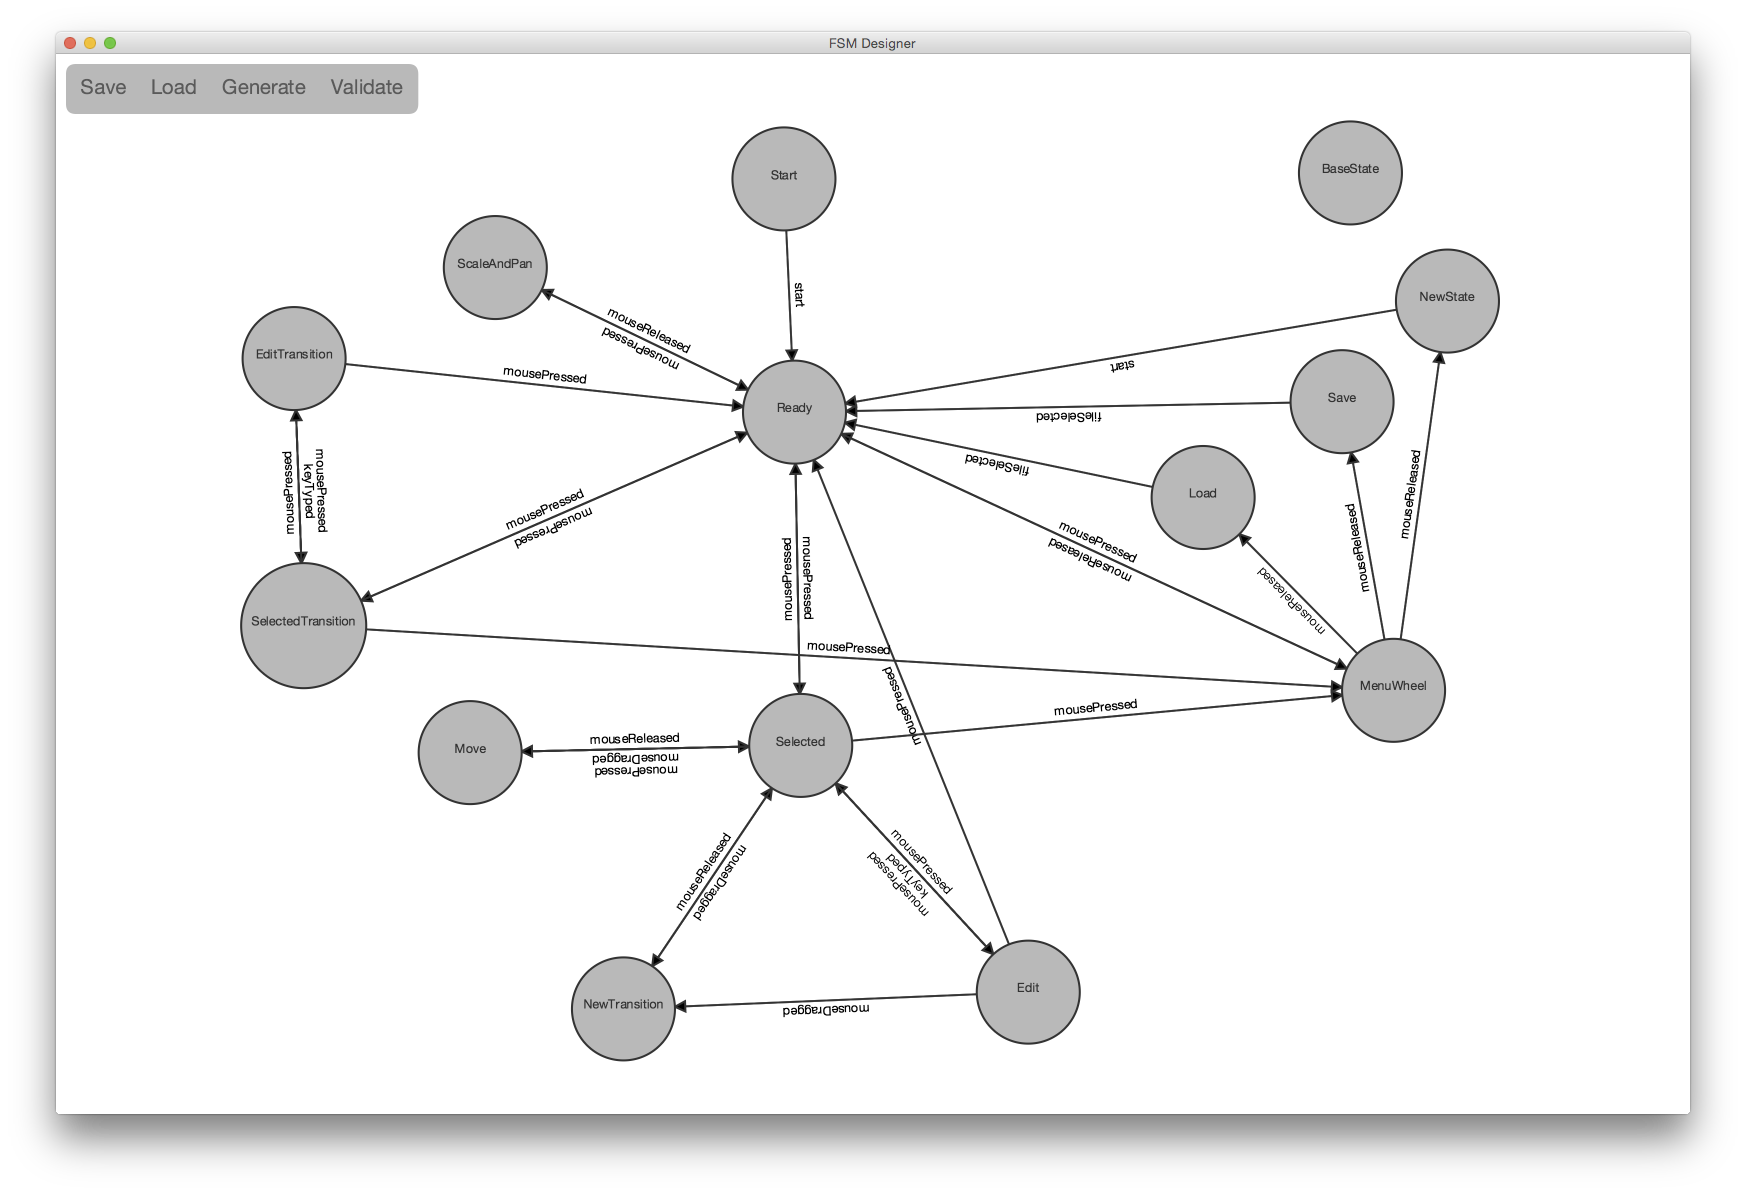 FSM Designer
Save Load Generate Validate
Start
BaseState
ScaleAndPan
NewState
start
mouseReleased
mousePressed
EditTransition
mousePressed
start
Save
Ready
fileSelected
fileSelected
Load
mousePressed
keyTyped
mousePressed
mousePressed
mousePressed
mousePressed
mousePressed
mousePressed
mouseReleased
mouseReleased
mouseReleased
mouseReleased
SelectedTransition
mousePressed
mousePressed
MenuWheel
mousePressed
Selected
Move
mouseReleased
mouseDragged
mousePressed
mouseReleased
mouseDragged
mousePressed
keyTyped
mousePressed
NewTransition
mouseDragged
Edit